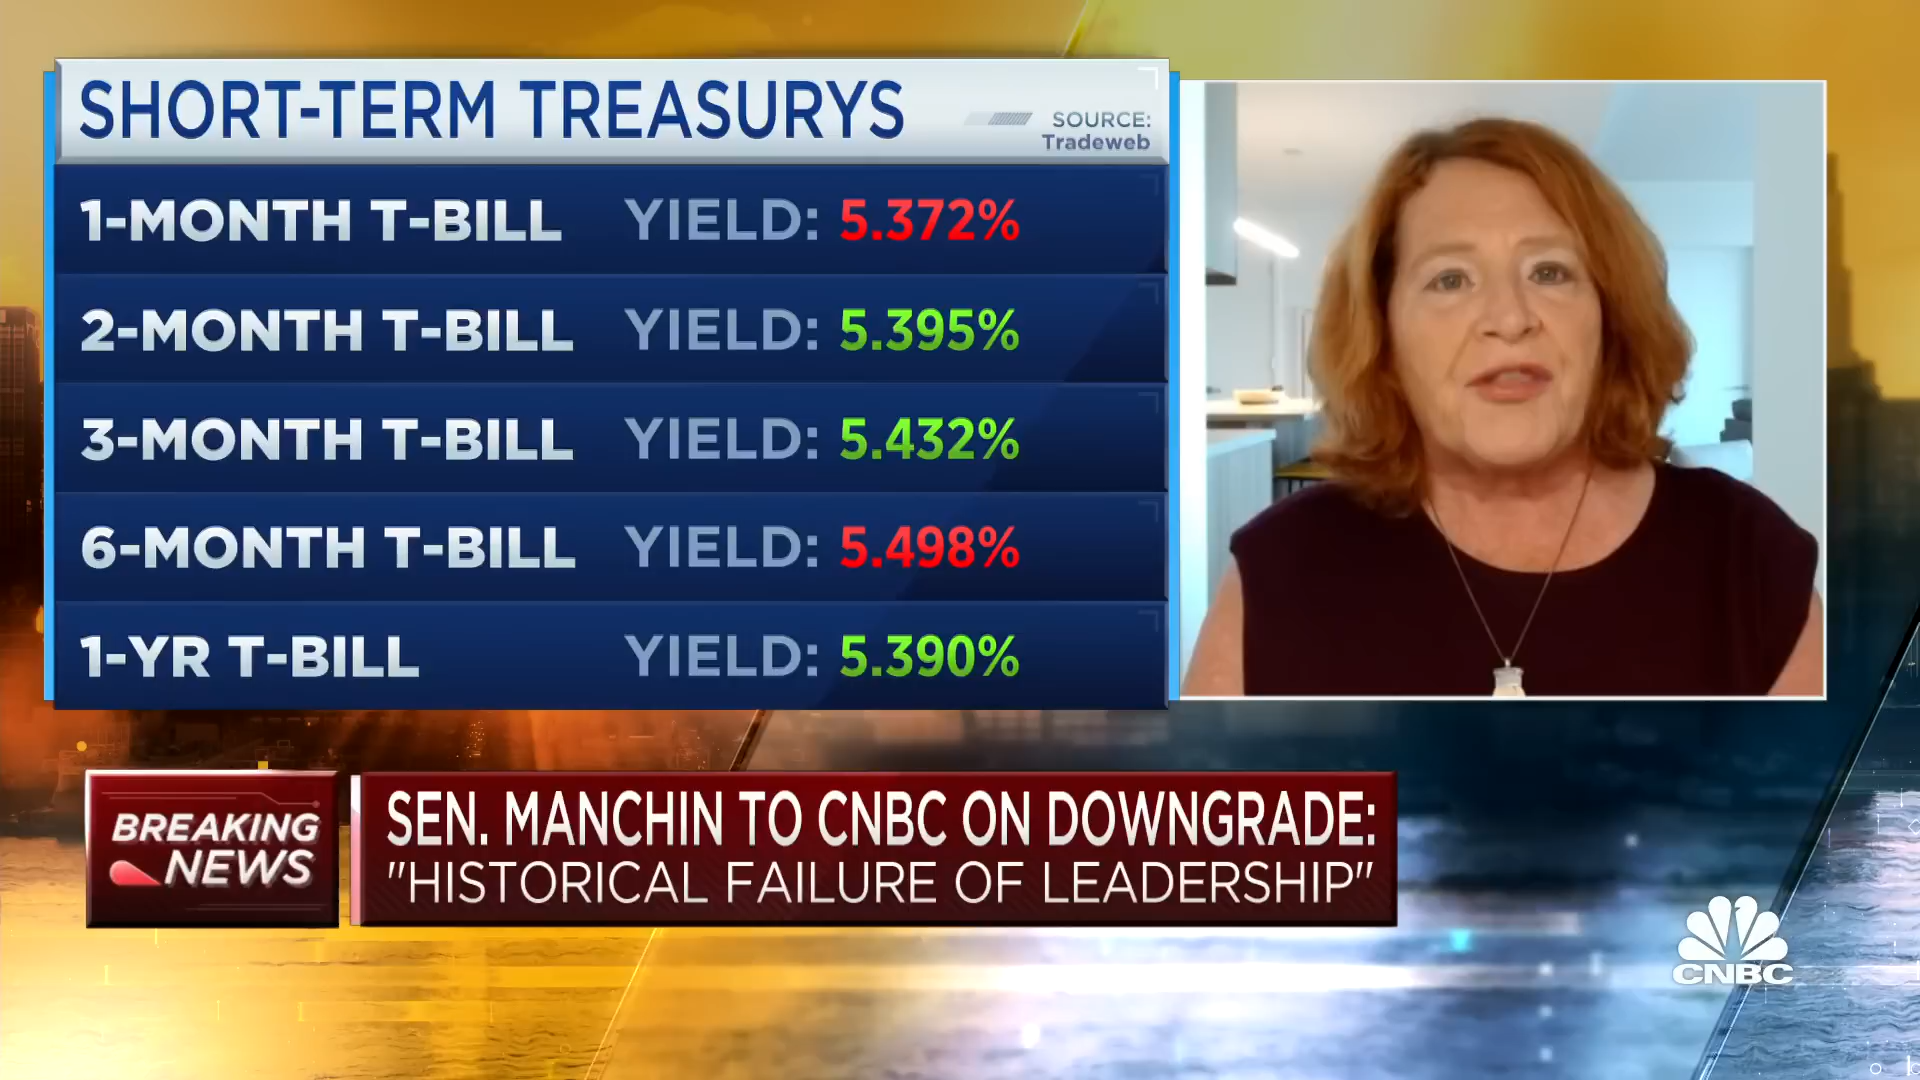 SHORT-TERM TREASURYS
SOURCE:
Tradeweb
1-MONTH T-BILL YIELD: 5.372%
2-MONTH T-BILL YIELD: 5.395%
3-MONTH T-BILL YIELD: 5.432%
6-MONTH T-BILL YIELD: 5.498%
1-YR T-BILL YIELD: 5.390%
BREAKING
NEWS
SEN. MANCHIN TO CNBC ON DOWNGRADE:
"HISTORICAL FAILURE OF LEADERSHIP"
CNBC